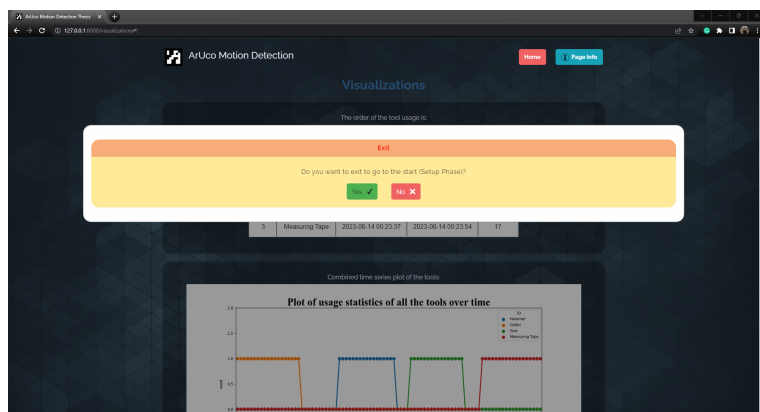 ArUco Motion Detection Thesis
127.0.0.1:8000/visualizations#!
ArUco Motion Detection
Home
Page Info
Visualizations
The order of the tool usage is:
Exit
Do you want to exit to go to the start (Setup Phase)?
Yes
No
3 Measuring Tape 2023-08-14 00:23:37 2023-08-14 00:23:54 17
Combined time series plot of the tools:
Plot of usage statistics of all the tools over time
2.0
ID
Hammer
Cutter
Saw
Measuring Tape
1.5
1.0
used
0.5
0.0